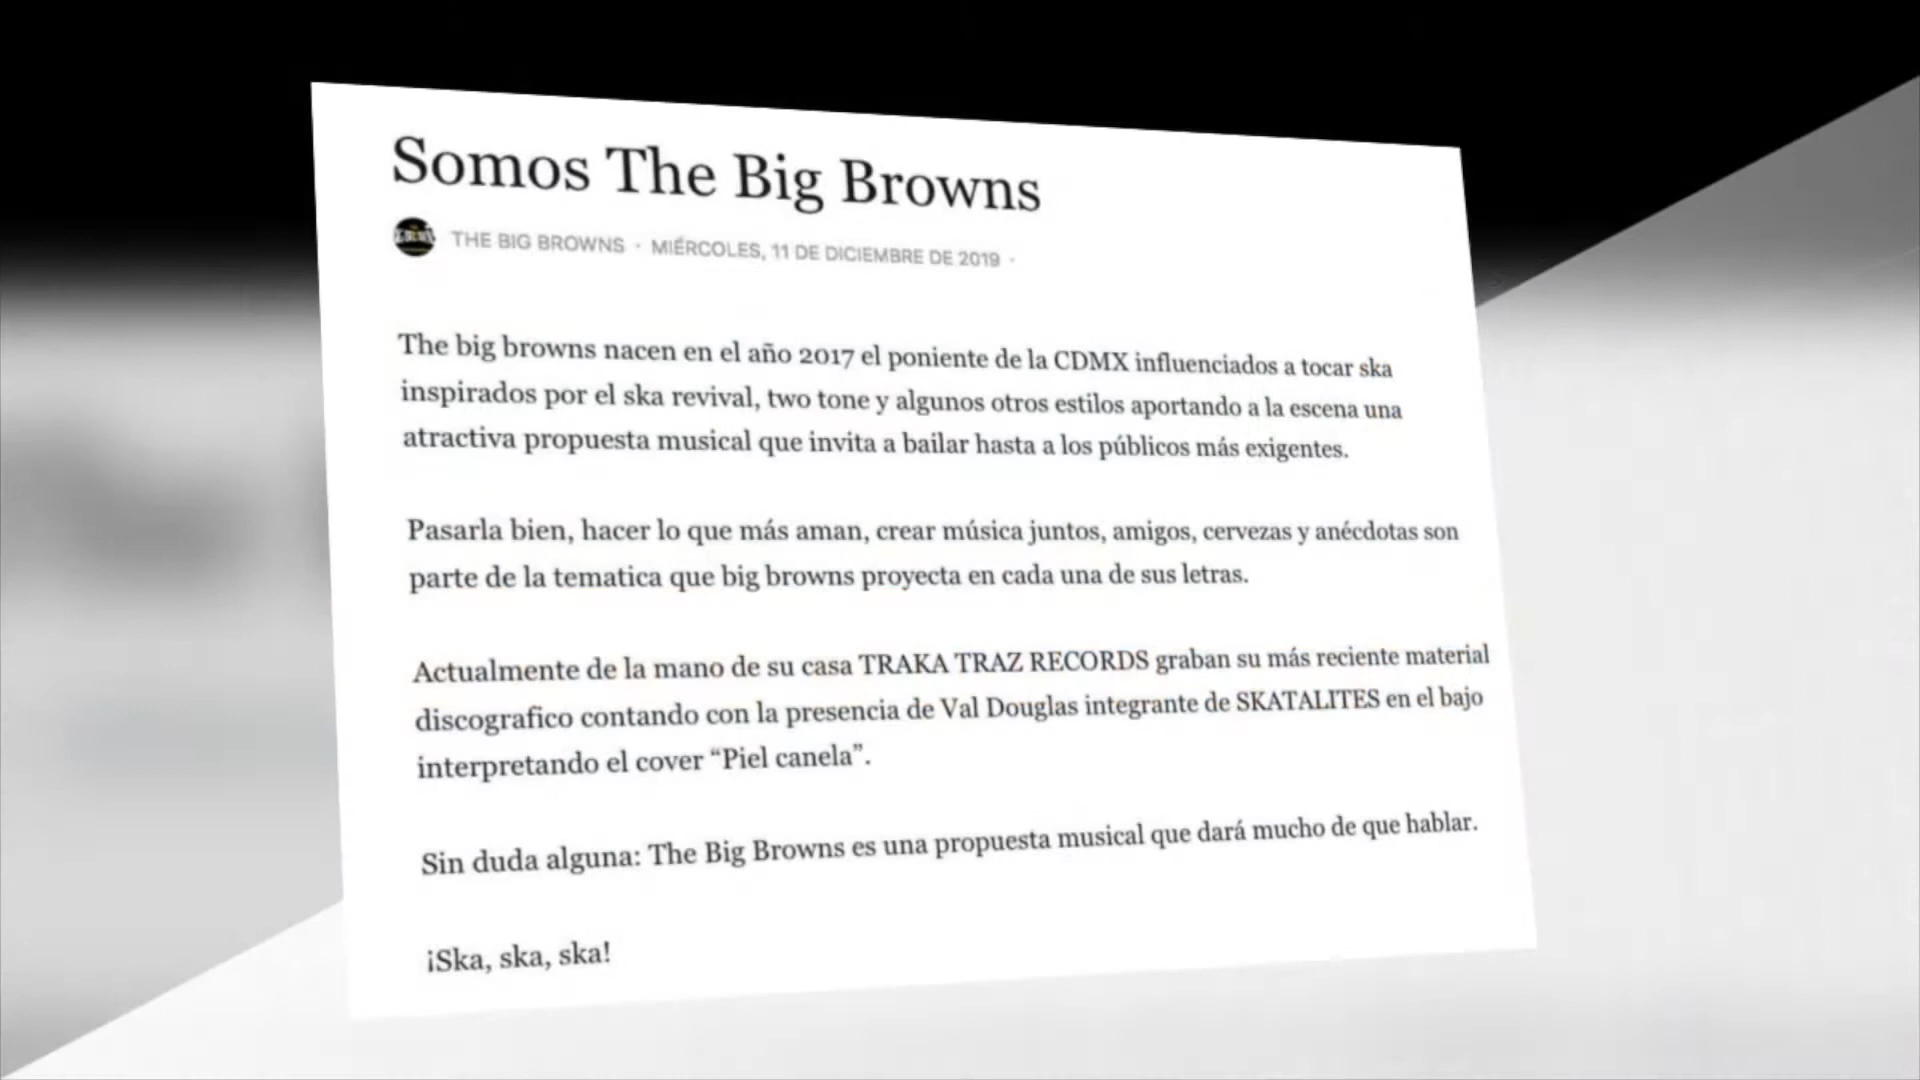 Somos The Big Browns
THE BIG BROWNS · MIÉRCOLES, 11 DE DICIEMBRE DE 2019 ·
The big browns nacen en el año 2017 el poniente de la CDMX influenciados a tocar ska
inspirados por el ska revival, two tone y algunos otros estilos aportando a la escena una
atractiva propuesta musical que invita a bailar hasta a los públicos más exigentes.
Pasarla bien, hacer lo que más aman, crear música juntos, amigos, cervezas y anécdotas son
parte de la tematica que big browns proyecta en cada una de sus letras.
Actualmente de la mano de su casa TRAKA TRAZ RECORDS graban su más reciente material
discografico contando con la presencia de Val Douglas integrante de SKATALITES en el bajo
interpretando el cover “Piel canela”.
Sin duda alguna: The Big Browns es una propuesta musical que dará mucho de que hablar.
¡Ska, ska, ska!